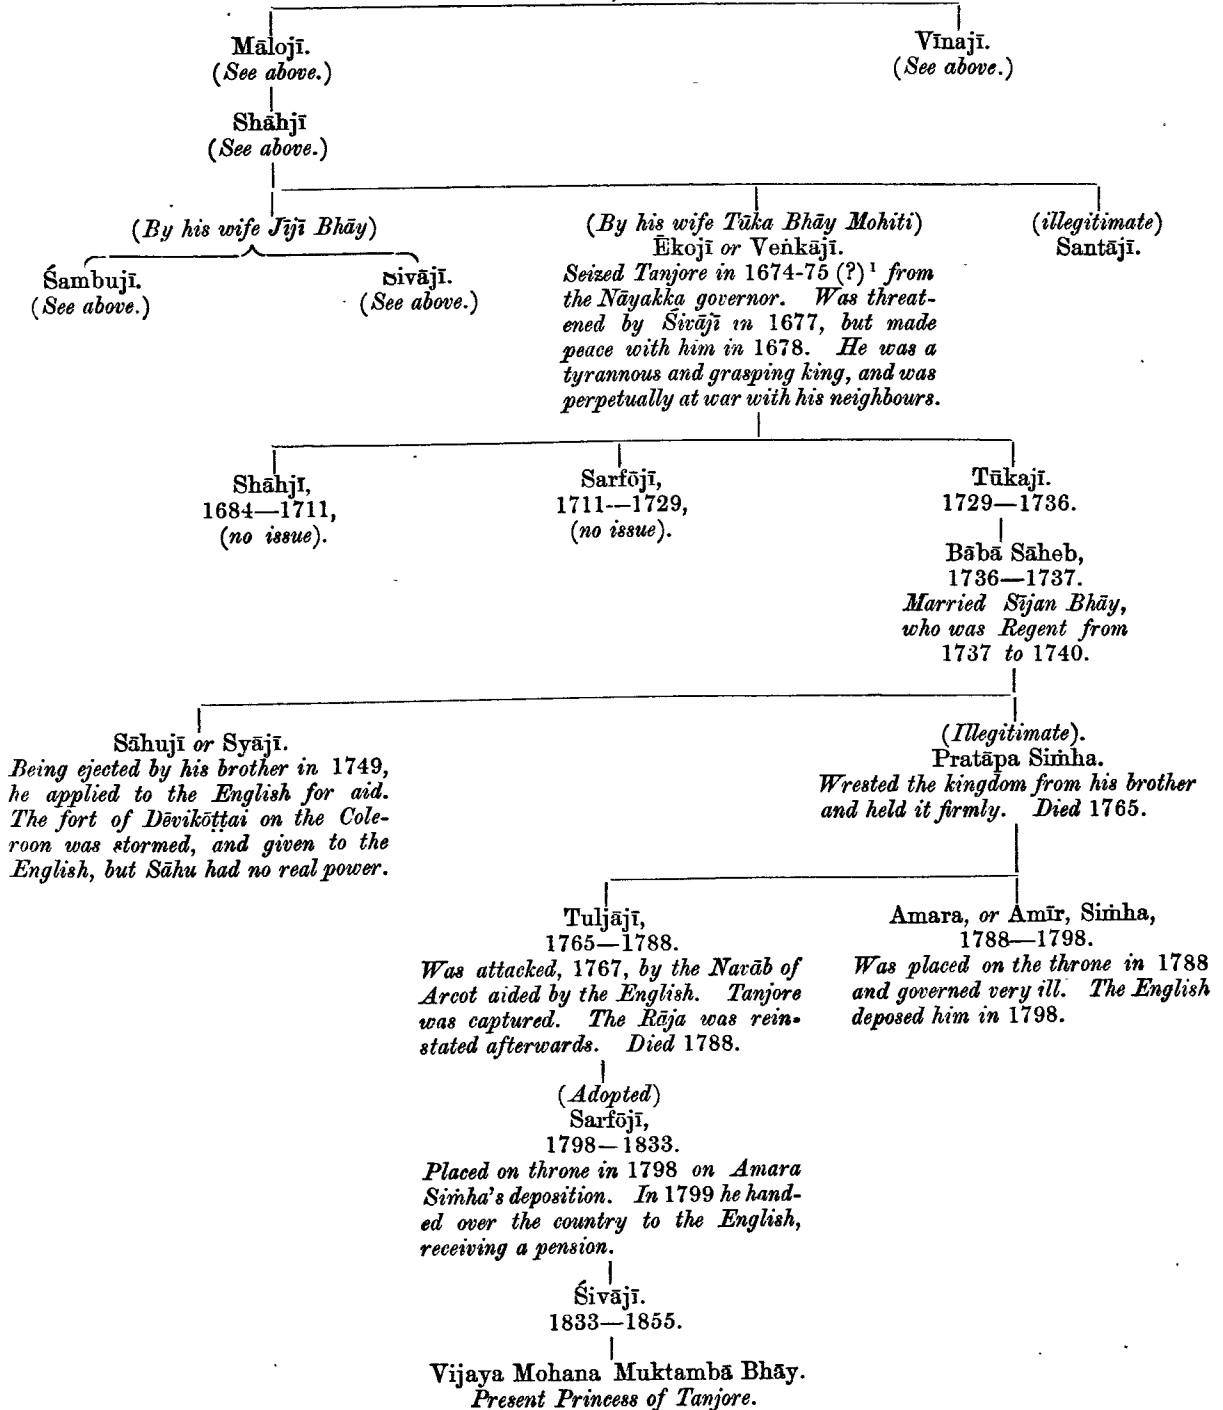 Mālojī.
(See above.)
Vīnajī.
(See above.)
Shāhjī
(See above.)
(By his wife Jījī Bhāy)
Śambujī.
(See above.)
Sivājī.
(See above.)
(By his wife Tūka Bhāy Mohiti)
Ēkojī or Veṅkājī.
Seized Tanjore in 1674-75 (?) ¹ from
the Nāyakka governor. Was threat-
ened by Śivājī in 1677, but made
peace with him in 1678. He was a
tyrannous and grasping king, and was
perpetually at war with his neighbours.
(illegitimate)
Santājī.
Shāhjī,
1684—1711,
(no issue).
Sarfōjī,
1711—1729,
(no issue).
Tūkajī.
1729—1736.
Bābā Sāheb,
1736—1737.
Married Sījan Bhāy,
who was Regent from
1737 to 1740.
Sāhujī or Syājī.
Being ejected by his brother in 1749,
he applied to the English for aid.
The fort of Dēvikōṭṭai on the Cole-
roon was stormed, and given to the
English, but Sāhu had no real power.
(Illegitimate).
Pratāpa Siṁha.
Wrested the kingdom from his brother
and held it firmly. Died 1765.
Tuljājī,
1765—1788.
Was attacked, 1767, by the Navāb of
Arcot aided by the English. Tanjore
was captured. The Rāja was rein-
stated afterwards. Died 1788.
Amara, or Amīr, Siṁha,
1788—1798.
Was placed on the throne in 1788
and governed very ill. The English
deposed him in 1798.
(Adopted)
Sarfōjī,
1798—1833.
Placed on throne in 1798 on Amara
Siṁha's deposition. In 1799 he hand-
ed over the country to the English,
receiving a pension.
Śivājī.
1833—1855.
Vijaya Mohana Muktambā Bhāy.
Present Princess of Tanjore.